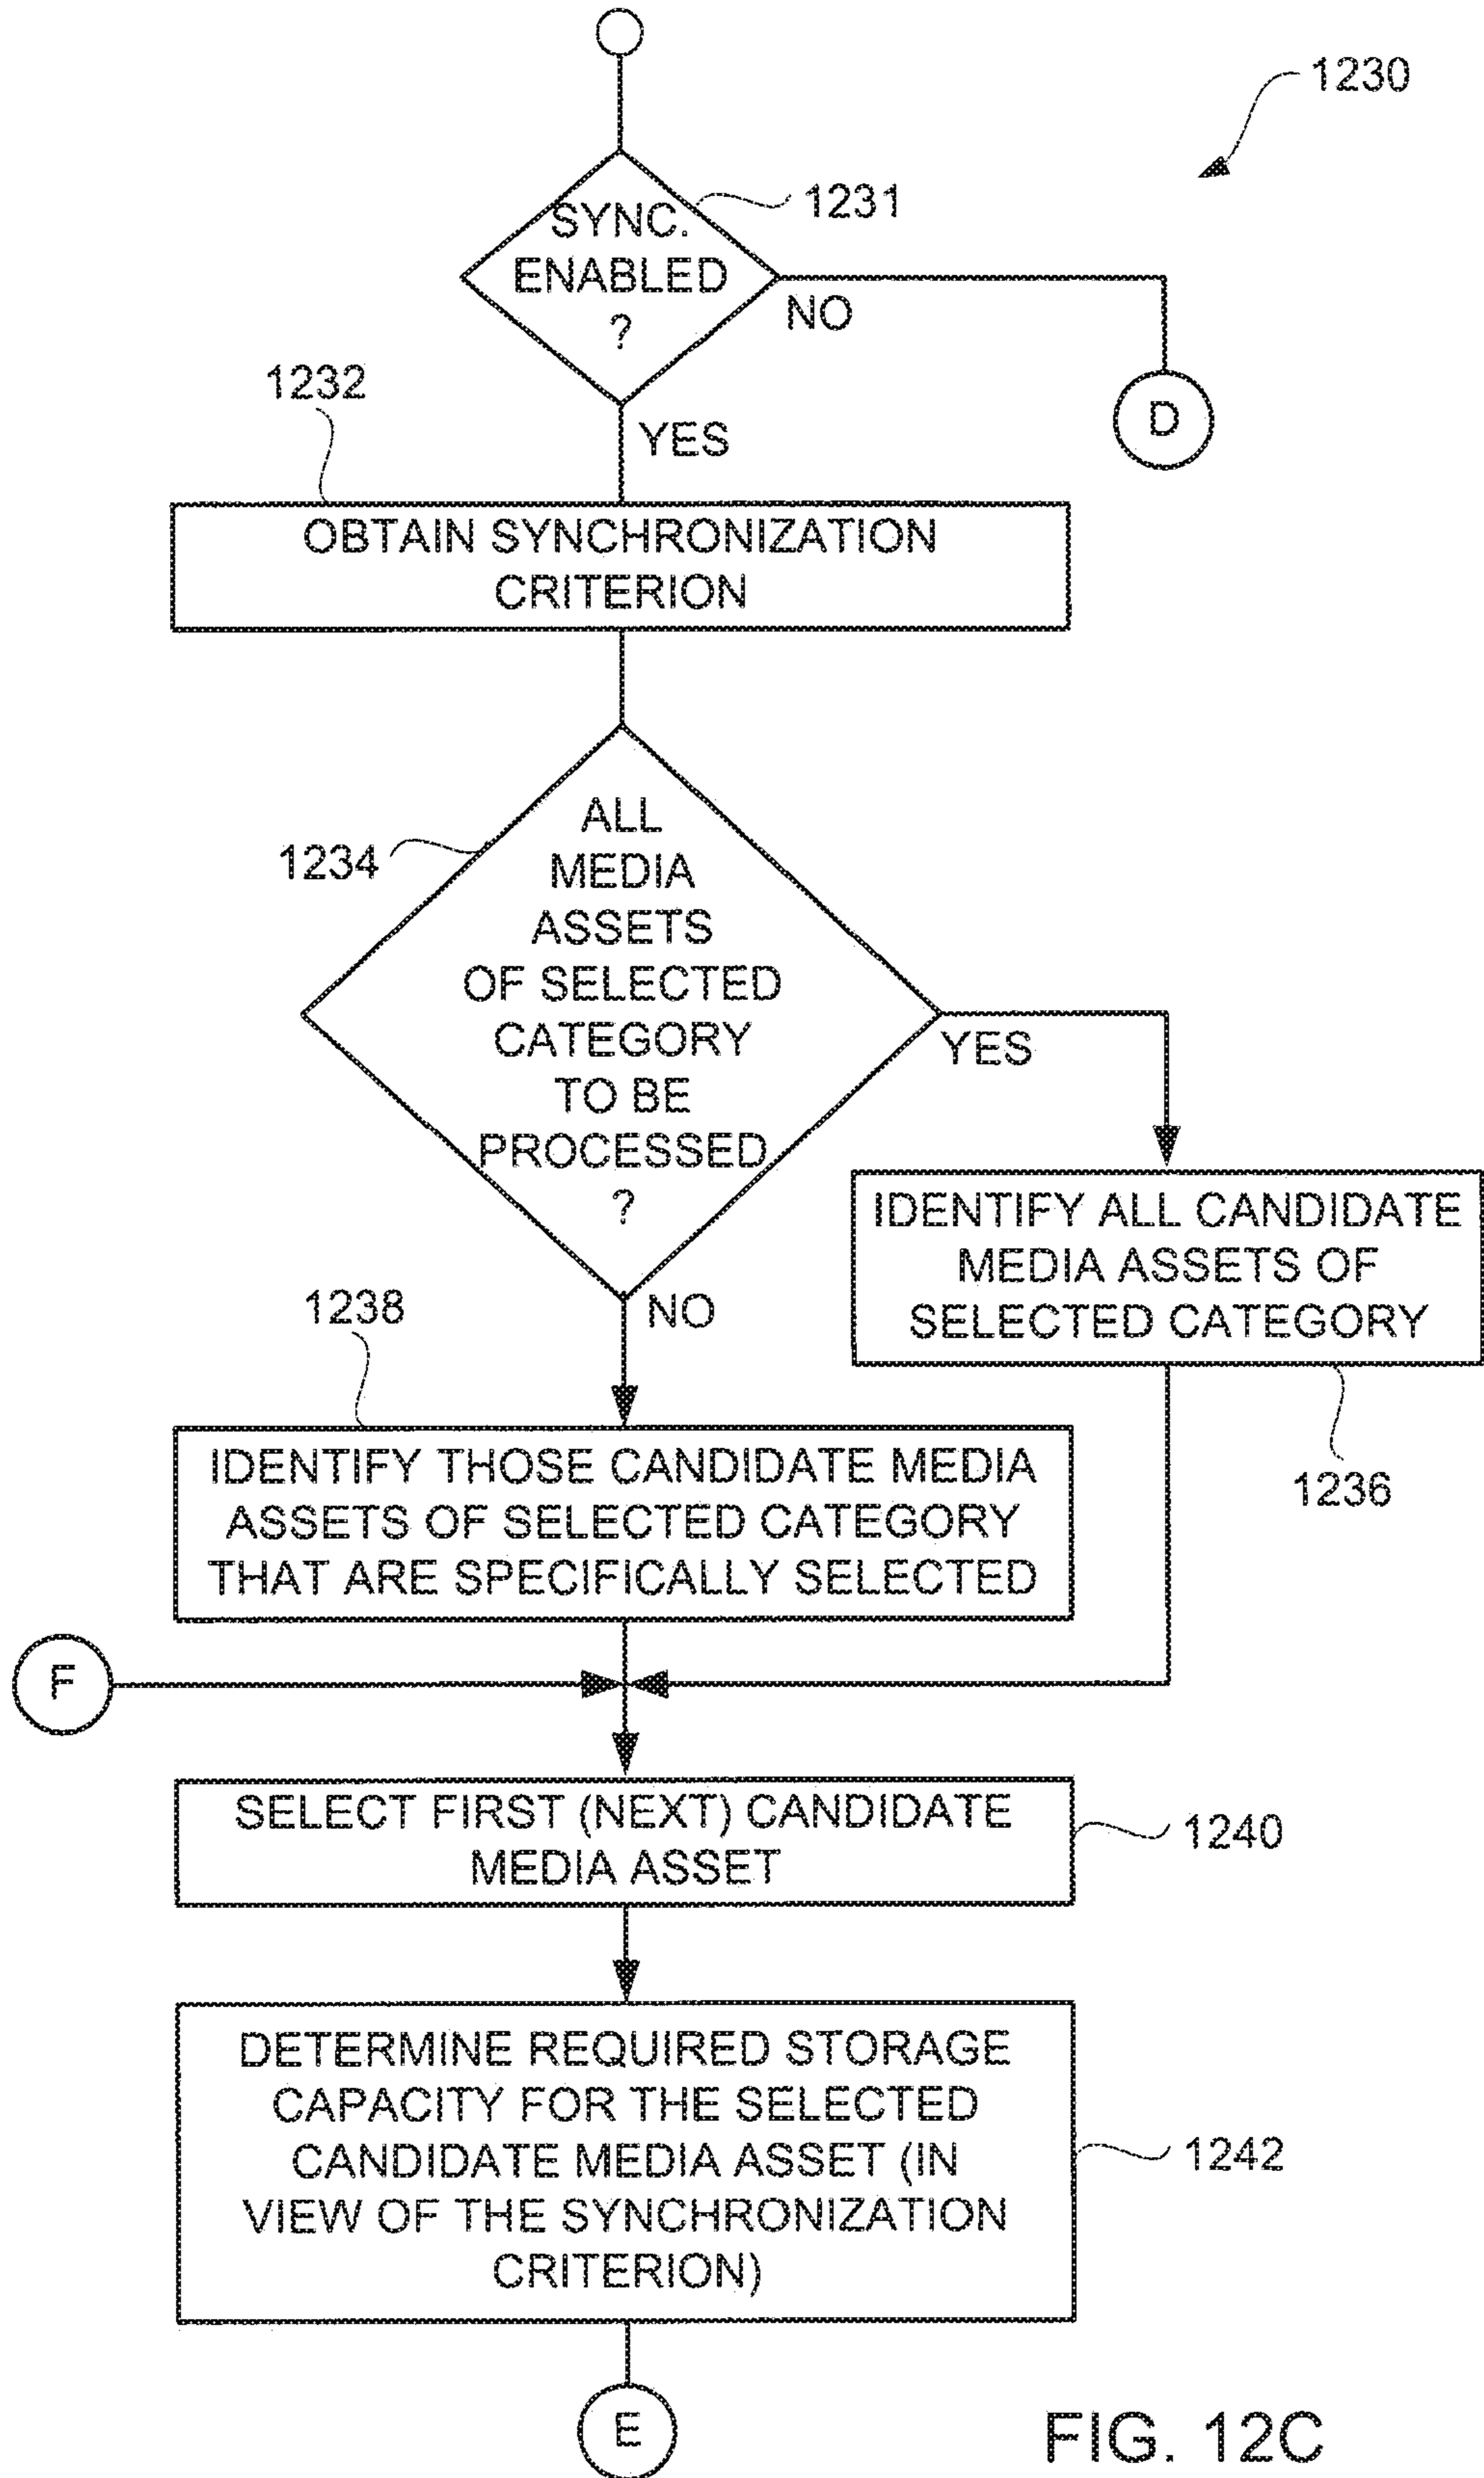 1230
1231
SYNC.
ENABLED
?
NO
D
1232
YES
OBTAIN SYNCHRONIZATION
CRITERION
1234
ALL
MEDIA
ASSETS
OF SELECTED
CATEGORY
TO BE
PROCESSED
?
YES
IDENTIFY ALL CANDIDATE
MEDIA ASSETS OF
SELECTED CATEGORY
1236
NO
1238
IDENTIFY THOSE CANDIDATE MEDIA
ASSETS OF SELECTED CATEGORY
THAT ARE SPECIFICALLY SELECTED
F
SELECT FIRST (NEXT) CANDIDATE
MEDIA ASSET
1240
DETERMINE REQUIRED STORAGE
CAPACITY FOR THE SELECTED
CANDIDATE MEDIA ASSET (IN
VIEW OF THE SYNCHRONIZATION
CRITERION)
1242
E
FIG. 12C